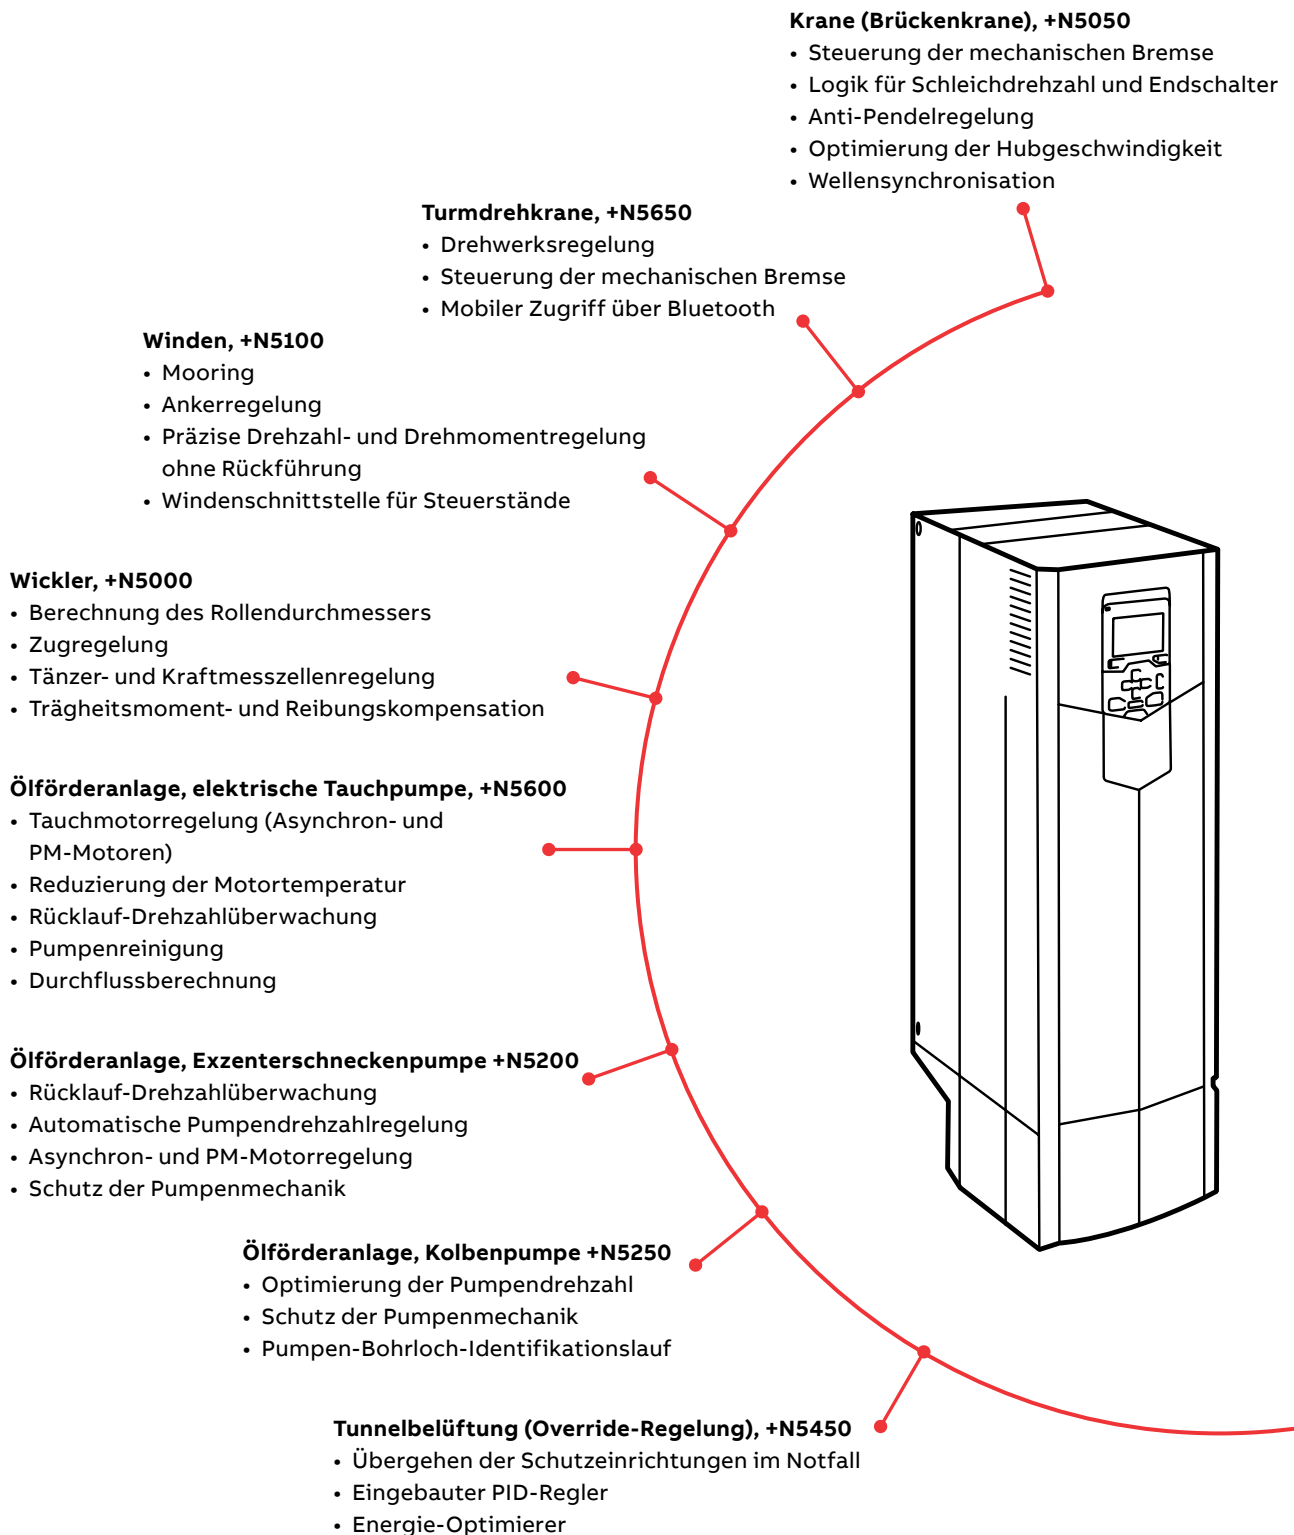 Krane (Brückenkrane), +N5050
• Steuerung der mechanischen Bremse
• Logik für Schleichdrehzahl und Endschalter
• Anti-Pendelregelung
• Optimierung der Hubgeschwindigkeit
• Wellensynchronisation
Turmdrehkrane, +N5650
• Drehwerksregelung
• Steuerung der mechanischen Bremse
• Mobiler Zugriff über Bluetooth
Winden, +N5100
• Mooring
• Ankerregelung
• Präzise Drehzahl- und Drehmomentregelung
ohne Rückführung
• Windenschnittstelle für Steuerstände
Wickler, +N5000
• Berechnung des Rollendurchmessers
• Zugregelung
• Tänzer- und Kraftmesszellenregelung
• Trägheitsmoment- und Reibungskompensation
Ölförderanlage, elektrische Tauchpumpe, +N5600
• Tauchmotorregelung (Asynchron- und
PM-Motoren)
• Reduzierung der Motortemperatur
• Rücklauf-Drehzahlüberwachung
• Pumpenreinigung
• Durchflussberechnung
Ölförderanlage, Exzenterschneckenpumpe +N5200
• Rücklauf-Drehzahlüberwachung
• Automatische Pumpendrehzahlregelung
• Asynchron- und PM-Motorregelung
• Schutz der Pumpenmechanik
Ölförderanlage, Kolbenpumpe +N5250
• Optimierung der Pumpendrehzahl
• Schutz der Pumpenmechanik
• Pumpen-Bohrloch-Identifikationslauf
Tunnelbelüftung (Override-Regelung), +N5450
• Übergehen der Schutzeinrichtungen im Notfall
• Eingebauter PID-Regler
• Energie-Optimierer